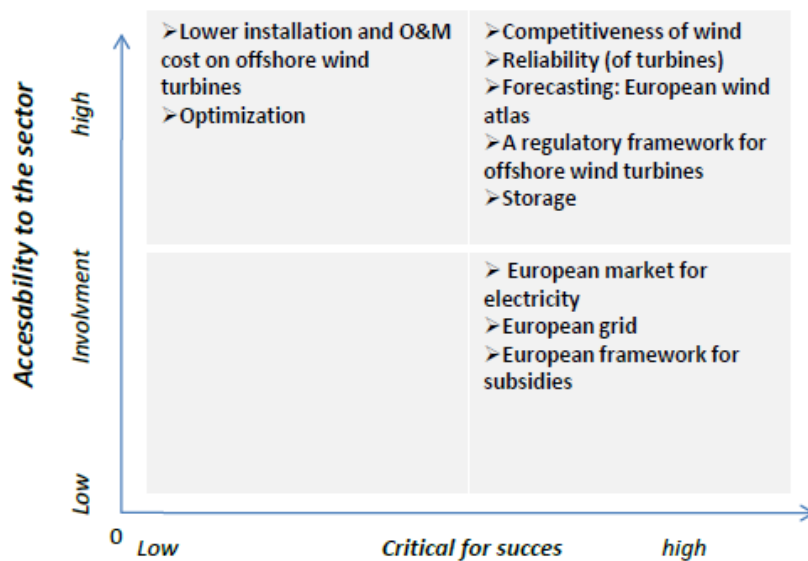 ➢Lower installation and O&M
cost on offshore wind
turbines
➢Optimization
➢Competitiveness of wind
➢Reliability (of turbines)
➢Forecasting: European wind
atlas
➢A regulatory framework for
offshore wind turbines
➢Storage
➢ European market for
electricity
➢European grid
➢European framework for
subsidies
Accesability to the sector
high
Involvment
Low
0
Low
Critical for succes
high